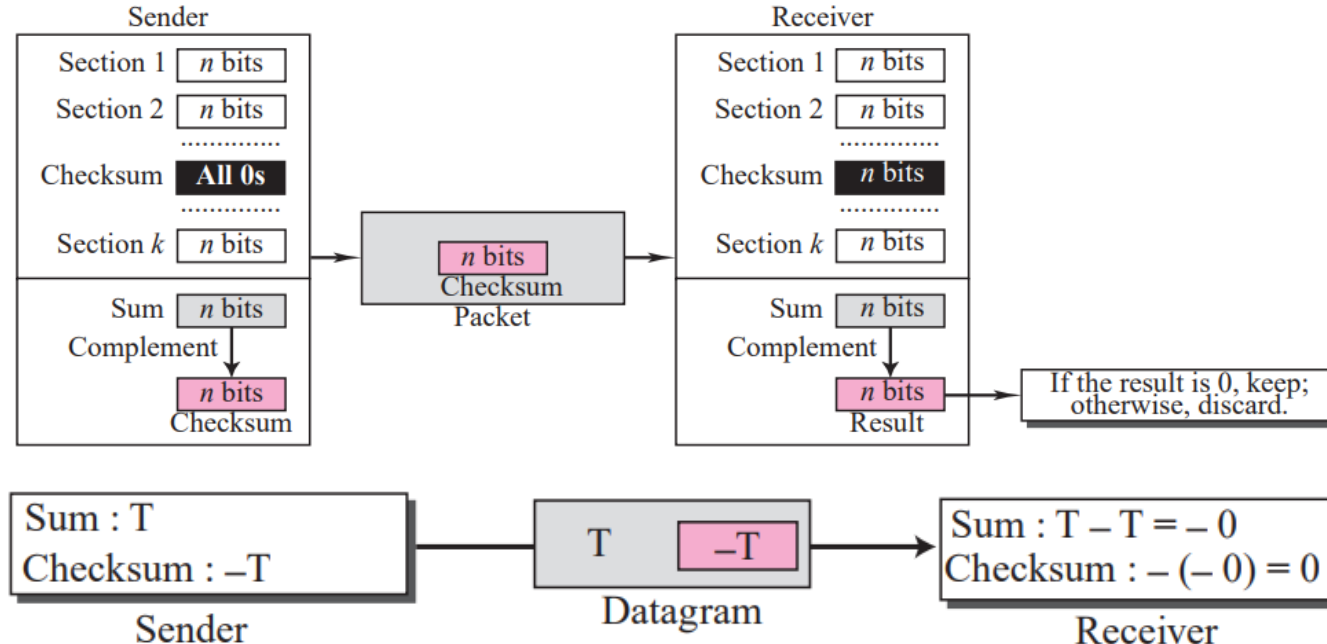 Sender
Section 1 n bits
Section 2 n bits
..............
Checksum All 0s
..............
Section k n bits
Sum n bits
Complement
n bits
Checksum
n bits
Checksum
Packet
Receiver
Section 1 n bits
Section 2 n bits
..............
Checksum n bits
..............
Section k n bits
Sum n bits
Complement
n bits
Result
If the result is 0, keep;
otherwise, discard.
Sum : T
Checksum : –T
Sender
T –T
Datagram
Sum : T – T = – 0
Checksum : – (– 0) = 0
Receiver